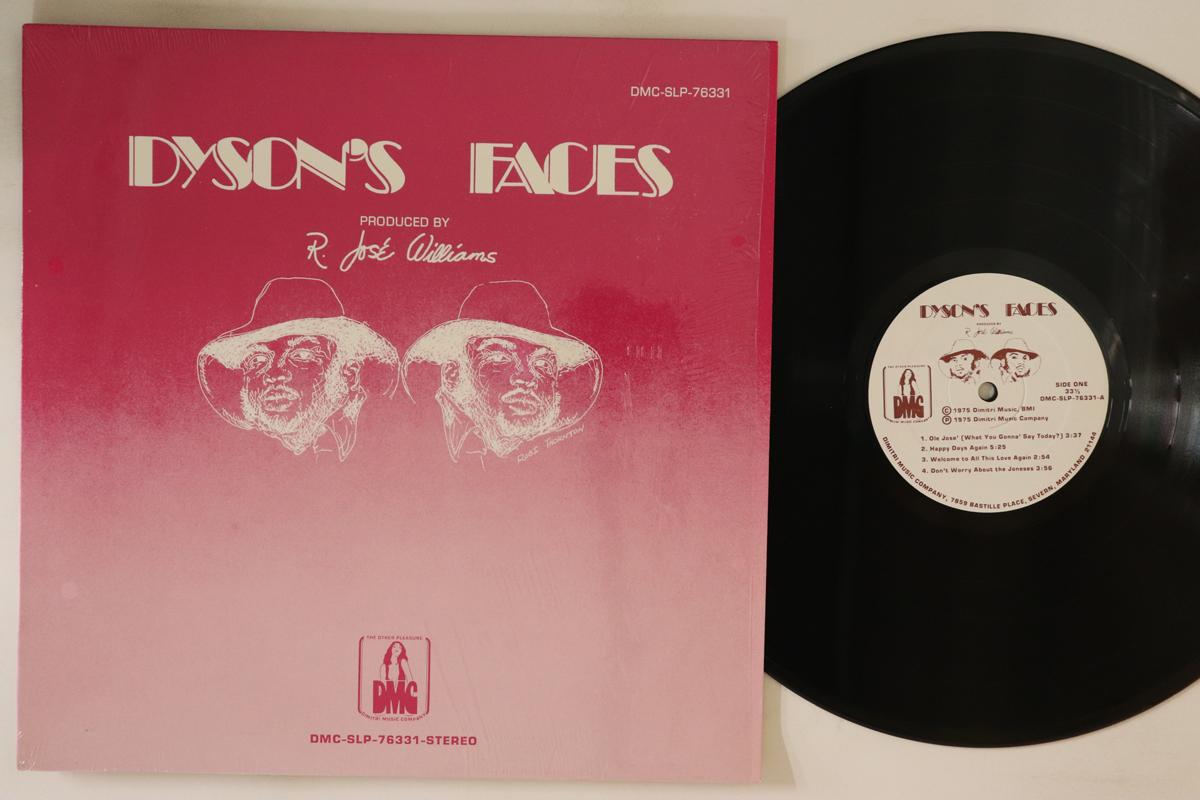 DMC-SLP-76331
DYSON'S FACES
PRODUCED BY
R. José Williams
THORNTON
THE OTHER PLEASURE
DMC
DIMITRI MUSIC COMPANY
DMC-SLP-76331-STEREO
DYSON'S FACES
PRODUCED BY
R. José Williams
THE OTHER PLEASURE
DMC
DIMITRI MUSIC COMPANY
SIDE ONE
33⅓
DMC-SLP-76331-A
Ⓒ 1975 Dimitri Music, BMI
Ⓟ 1975 Dimitri Music Company
1. Ole Jose' (What You Gonna' Say Today?) 3:37
2. Happy Days Again 5:25
3. Welcome to All This Love Again 2:54
4. Don't Worry About the Joneses 3:56
DIMITRI MUSIC COMPANY, 7859 BASTILLE PLACE, SEVERN, MARYLAND 21144